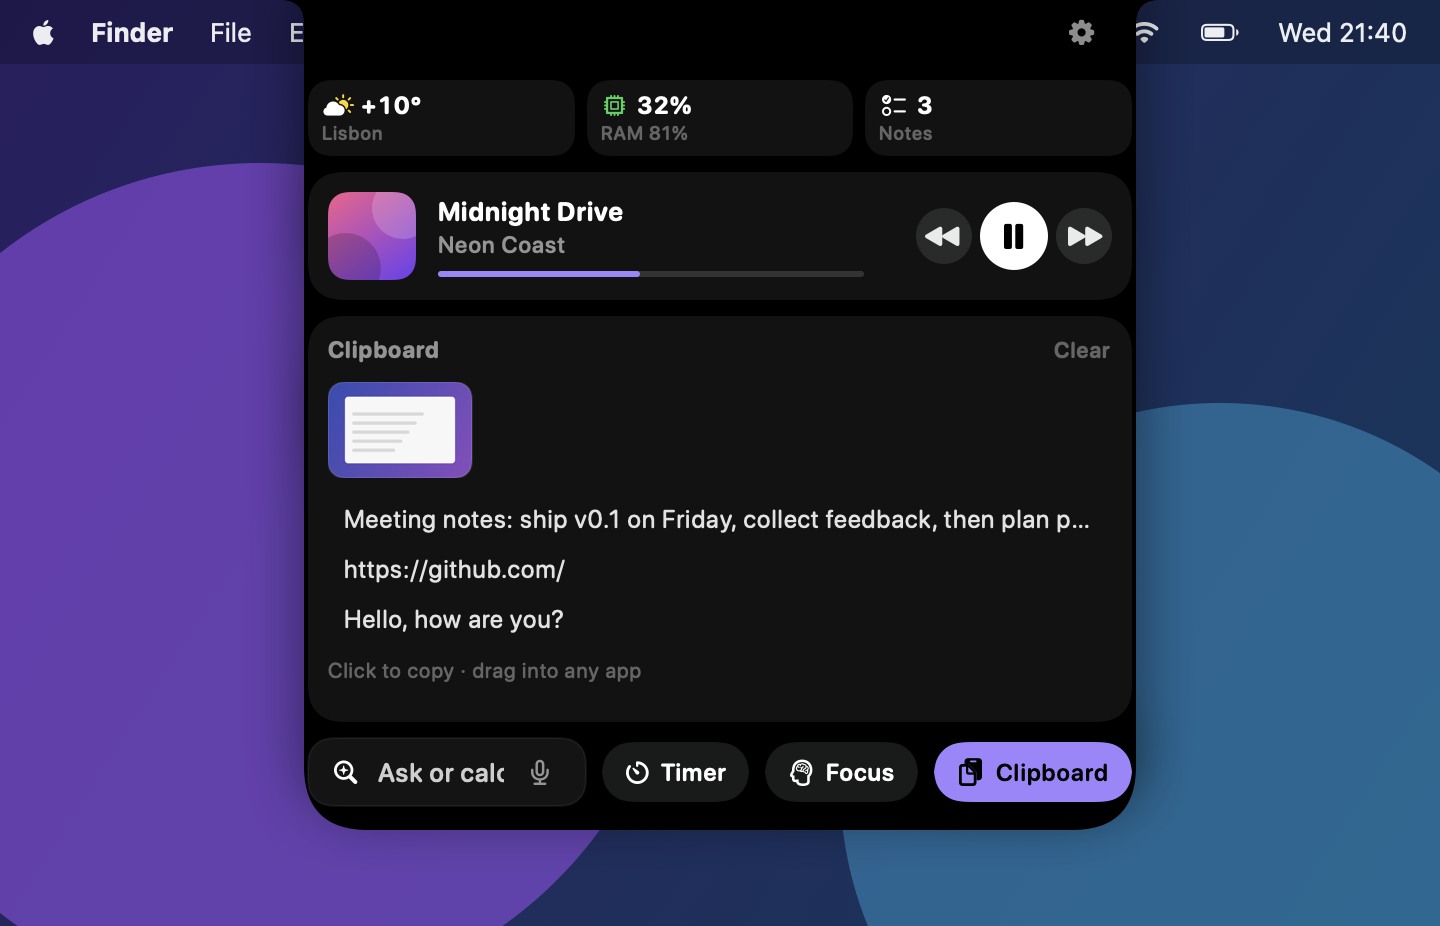 Finder File E Wed 21:40
+10°
Lisbon
32%
RAM 81%
3
Notes
Midnight Drive
Neon Coast
Clipboard Clear
Meeting notes: ship v0.1 on Friday, collect feedback, then plan p...
https://github.com/
Hello, how are you?
Click to copy · drag into any app
Ask or calc Timer Focus Clipboard